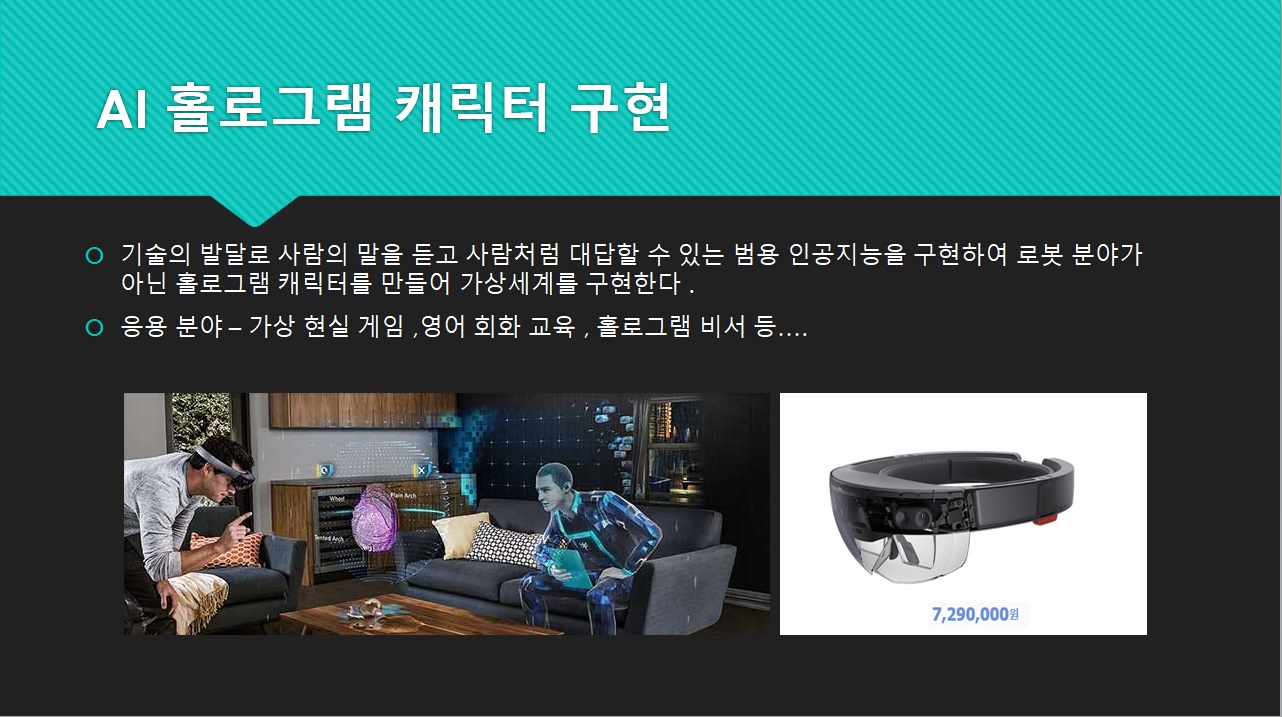 AI 홀로그램 캐릭터 구현
기술의 발달로 사람의 말을 듣고 사람처럼 대답할 수 있는 범용 인공지능을 구현하여 로봇 분야가
아닌 홀로그램 캐릭터를 만들어 가상세계를 구현한다 .
응용 분야 – 가상 현실 게임 ,영어 회화 교육 , 홀로그램 비서 등….
Wheel
Plain Arch
Tented Arch
7,290,000원